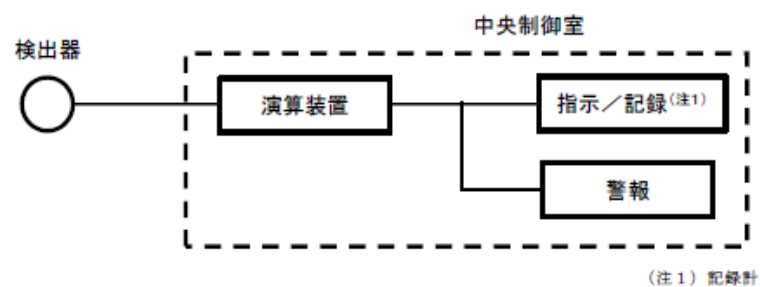 中央制御室
検出器
演算装置
指示／記録(注1)
警報
（注１）記録計